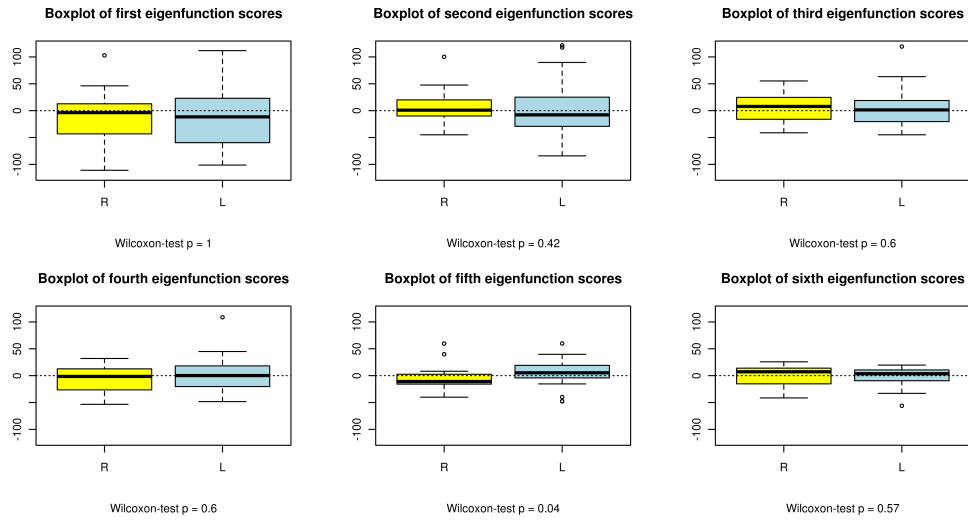 Boxplot of first eigenfunction scores
100
50
0
-100
R
L
Wilcoxon-test p = 1
Boxplot of second eigenfunction scores
100
50
0
-100
R
L
Wilcoxon-test p = 0.42
Boxplot of third eigenfunction scores
100
50
0
-100
R
L
Wilcoxon-test p = 0.6
Boxplot of fourth eigenfunction scores
100
50
0
-100
R
L
Wilcoxon-test p = 0.6
Boxplot of fifth eigenfunction scores
100
50
0
-100
R
L
Wilcoxon-test p = 0.04
Boxplot of sixth eigenfunction scores
100
50
0
-100
R
L
Wilcoxon-test p = 0.57